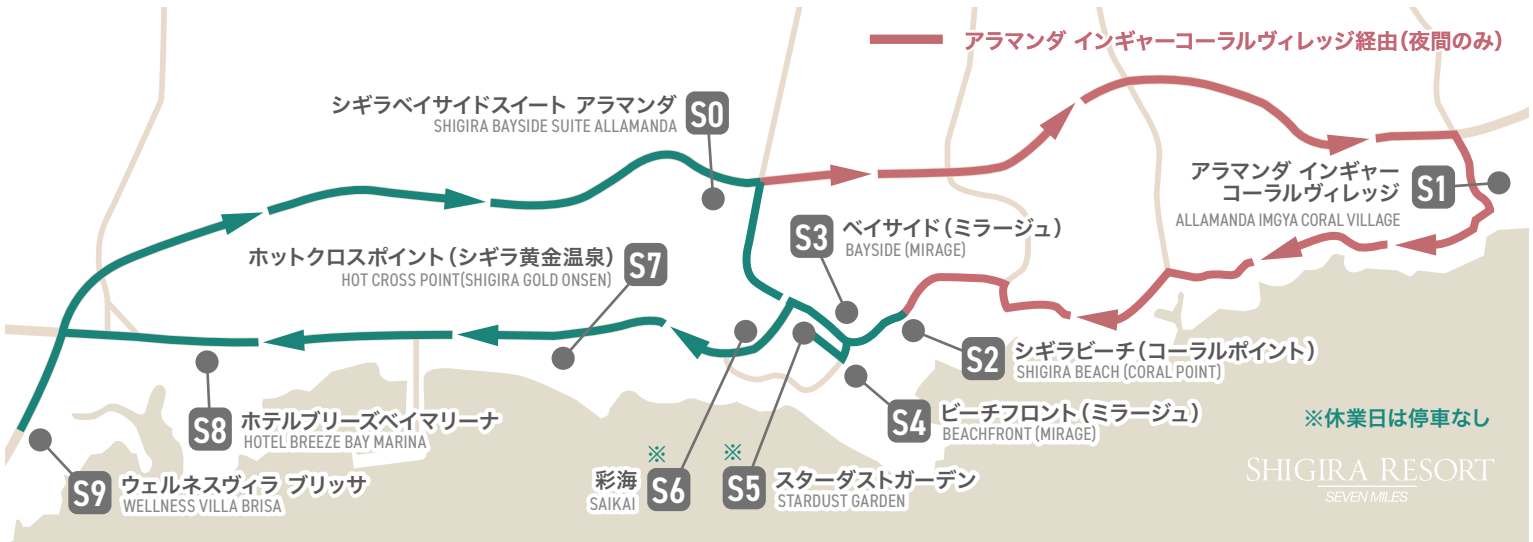 アラマンダ インギャーコーラルヴィレッジ経由(夜間のみ)
シギラベイサイドスイート アラマンダ
SHIGIRA BAYSIDE SUITE ALLAMANDA
S0
アラマンダ インギャー
コーラルヴィレッジ
ALLAMANDA IMGYA CORAL VILLAGE
S1
ホットクロスポイント(シギラ黄金温泉)
HOT CROSS POINT(SHIGIRA GOLD ONSEN)
S7
S3
ベイサイド(ミラージュ)
BAYSIDE (MIRAGE)
S2
シギラビーチ(コーラルポイント)
SHIGIRA BEACH (CORAL POINT)
S8
ホテルブリーズベイマリーナ
HOTEL BREEZE BAY MARINA
S4
ビーチフロント(ミラージュ)
BEACHFRONT (MIRAGE)
※休業日は停車なし
S9
ウェルネスヴィラ ブリッサ
WELLNESS VILLA BRISA
※
彩海
SAIKAI
S6
※
S5
スターダストガーデン
STARDUST GARDEN
SHIGIRA RESORT
SEVEN MILES